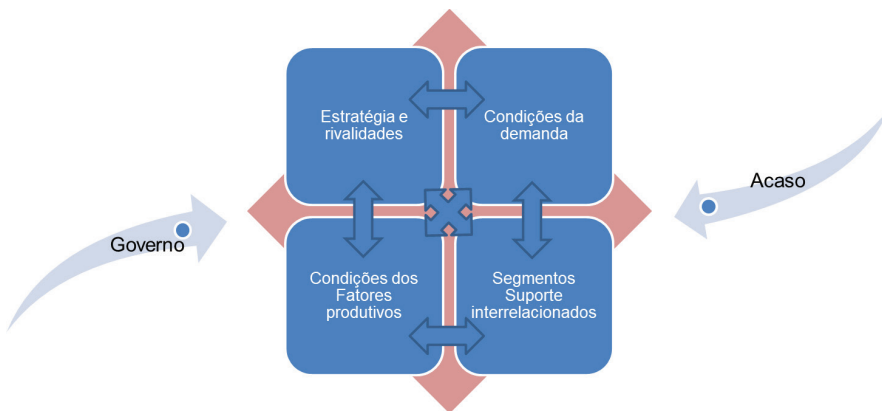 Estratégia e
rivalidades
Condições da
demanda
Acaso
Governo
Condições dos
Fatores
produtivos
Segmentos
Suporte
interrelacionados